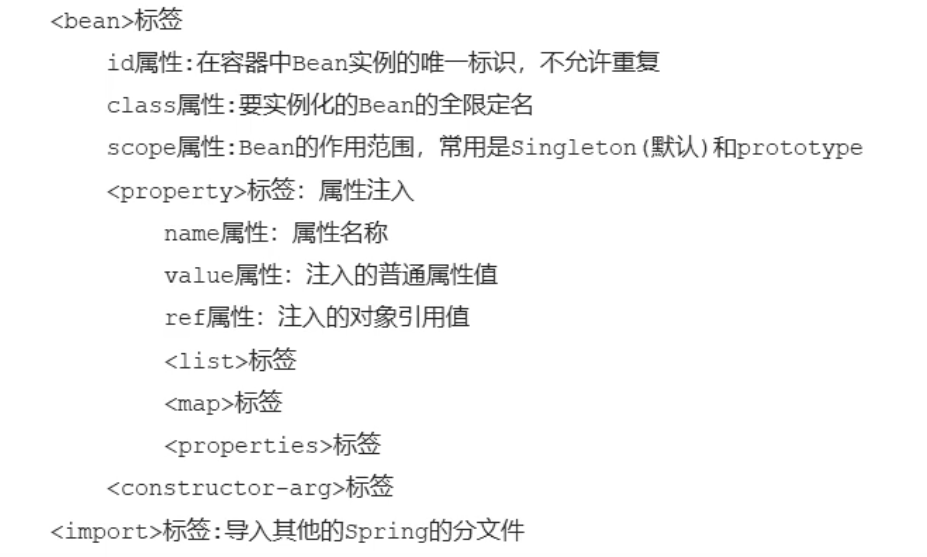 <bean>标签
id属性:在容器中Bean实例的唯一标识，不允许重复
class属性:要实例化的Bean的全限定名
scope属性:Bean的作用范围，常用是Singleton(默认)和prototype
<property>标签：属性注入
name属性：属性名称
value属性：注入的普通属性值
ref属性：注入的对象引用值
<list>标签
<map>标签
<properties>标签
<constructor-arg>标签
<import>标签:导入其他的Spring的分文件